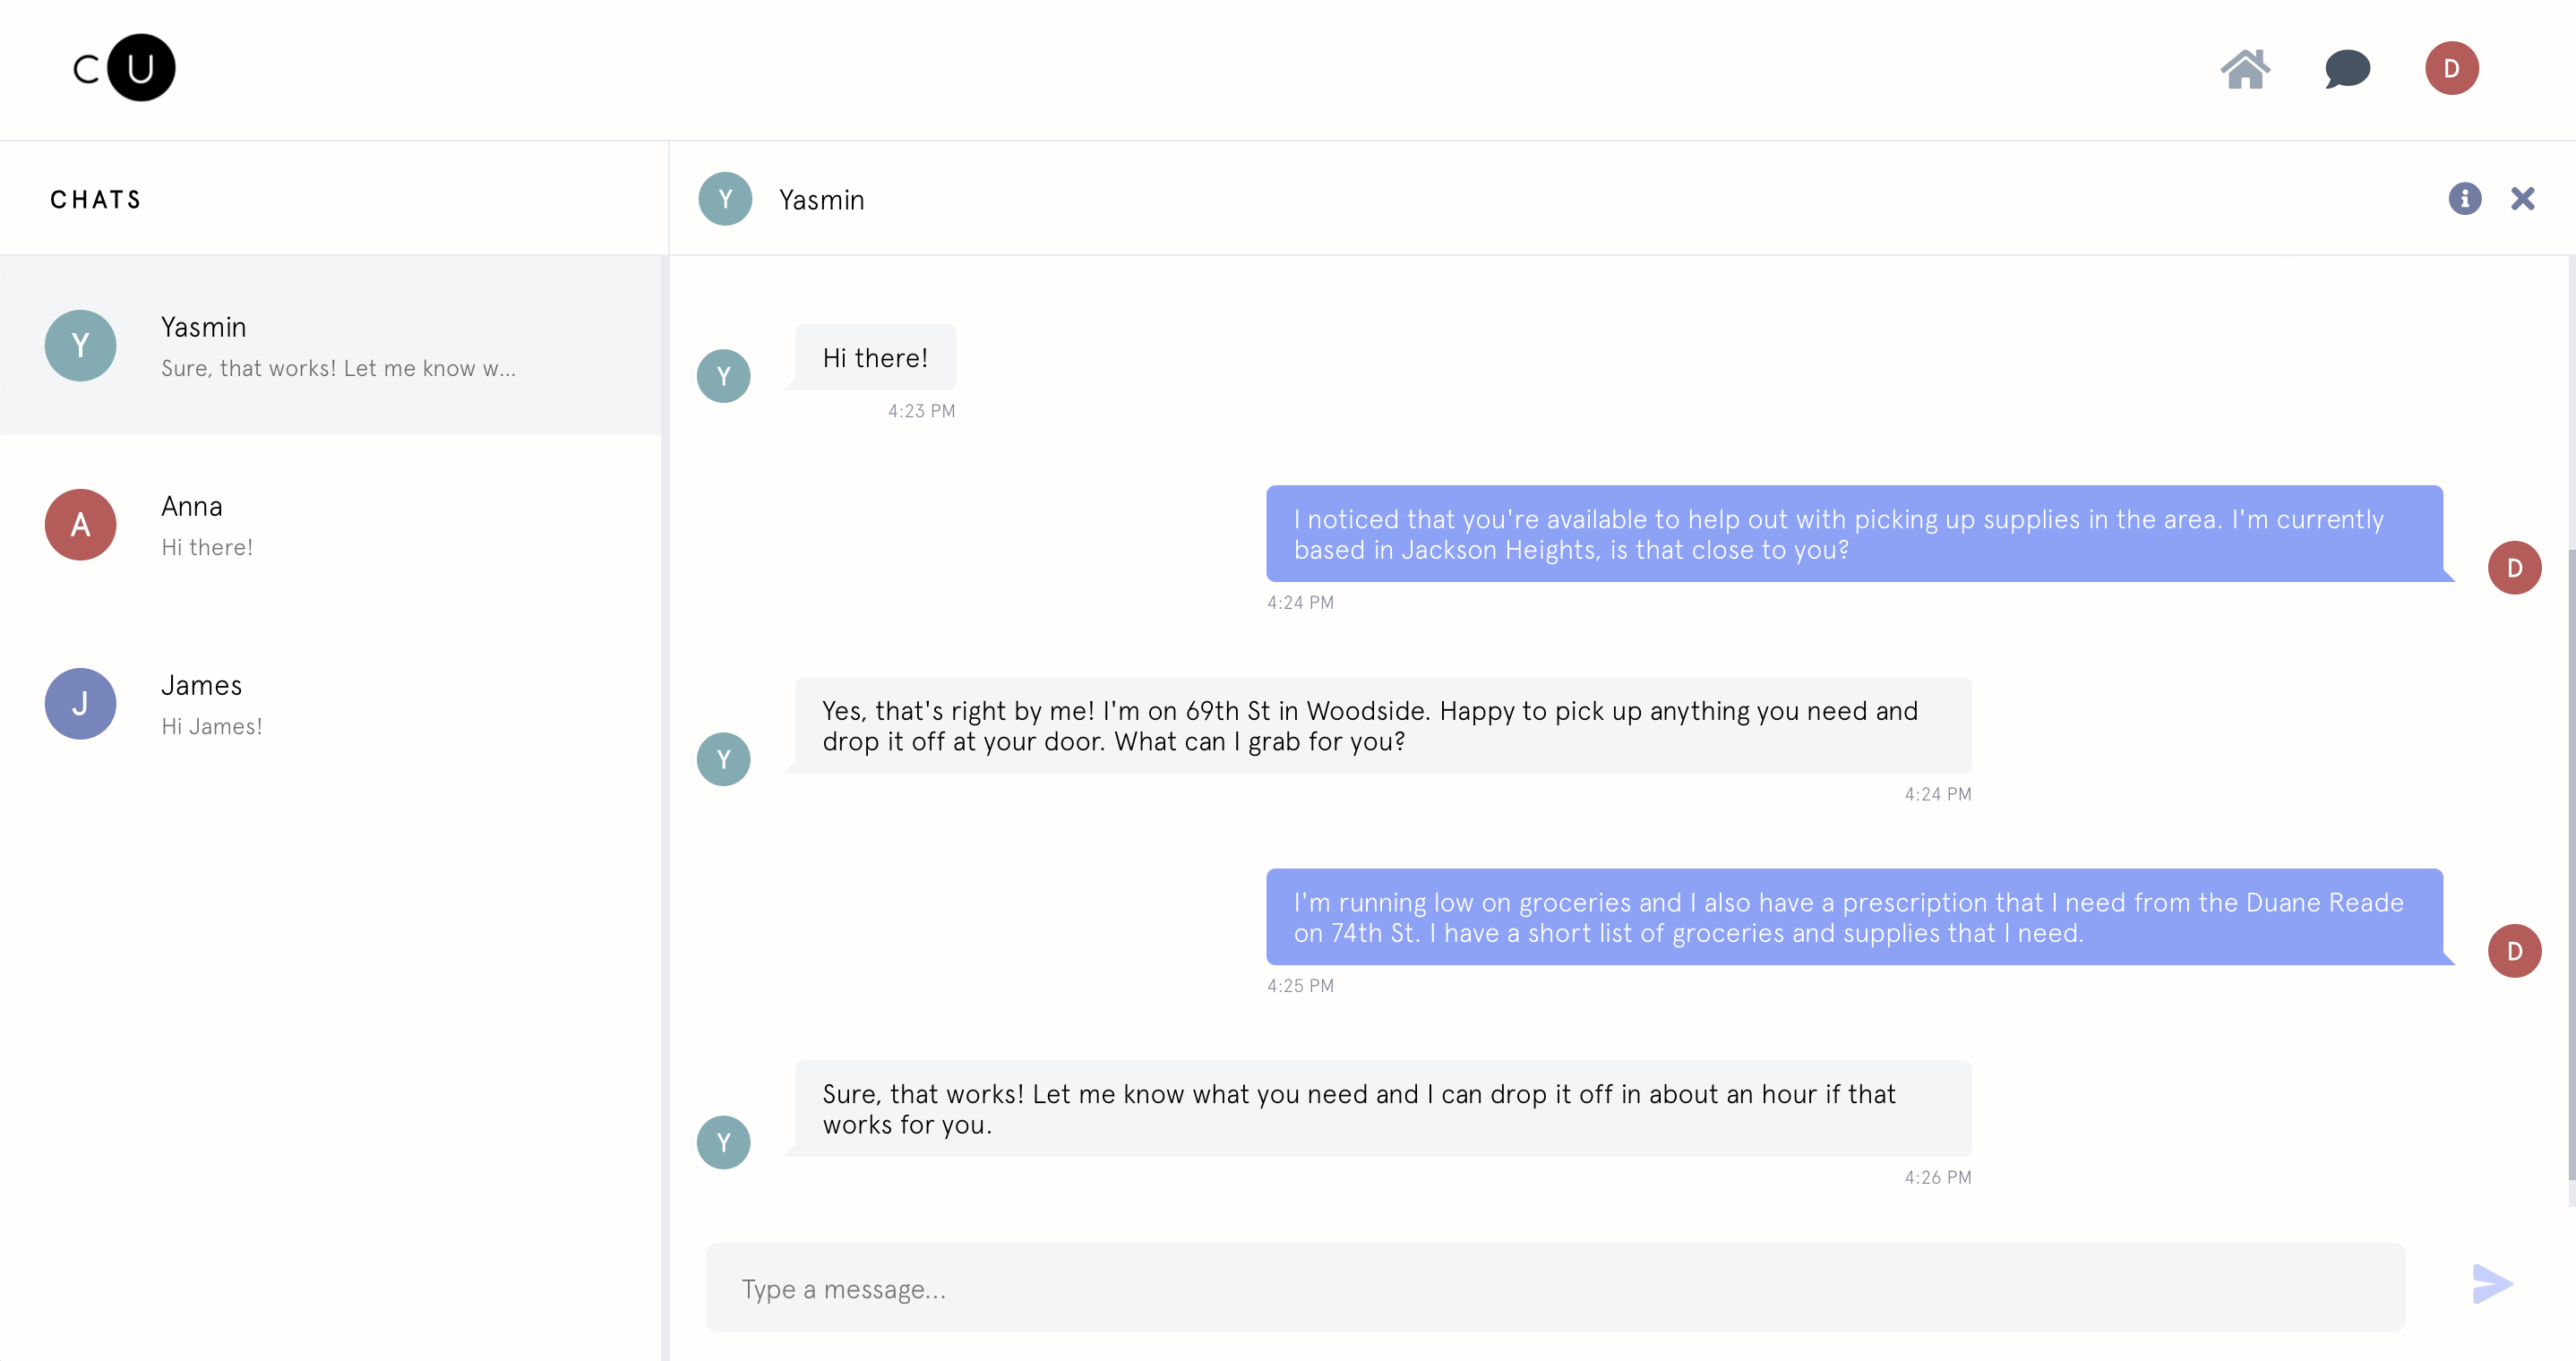 C U
D
CHATS
Y
Yasmin
Sure, that works! Let me know w...
A
Anna
Hi there!
J
James
Hi James!
Y Yasmin
Hi there!
Y
4:23 PM
I noticed that you're available to help out with picking up supplies in the area. I'm currently
based in Jackson Heights, is that close to you?
D
4:24 PM
Yes, that's right by me! I'm on 69th St in Woodside. Happy to pick up anything you need and
drop it off at your door. What can I grab for you?
Y
4:24 PM
I'm running low on groceries and I also have a prescription that I need from the Duane Reade
on 74th St. I have a short list of groceries and supplies that I need.
D
4:25 PM
Sure, that works! Let me know what you need and I can drop it off in about an hour if that
works for you.
Y
4:26 PM
Type a message...